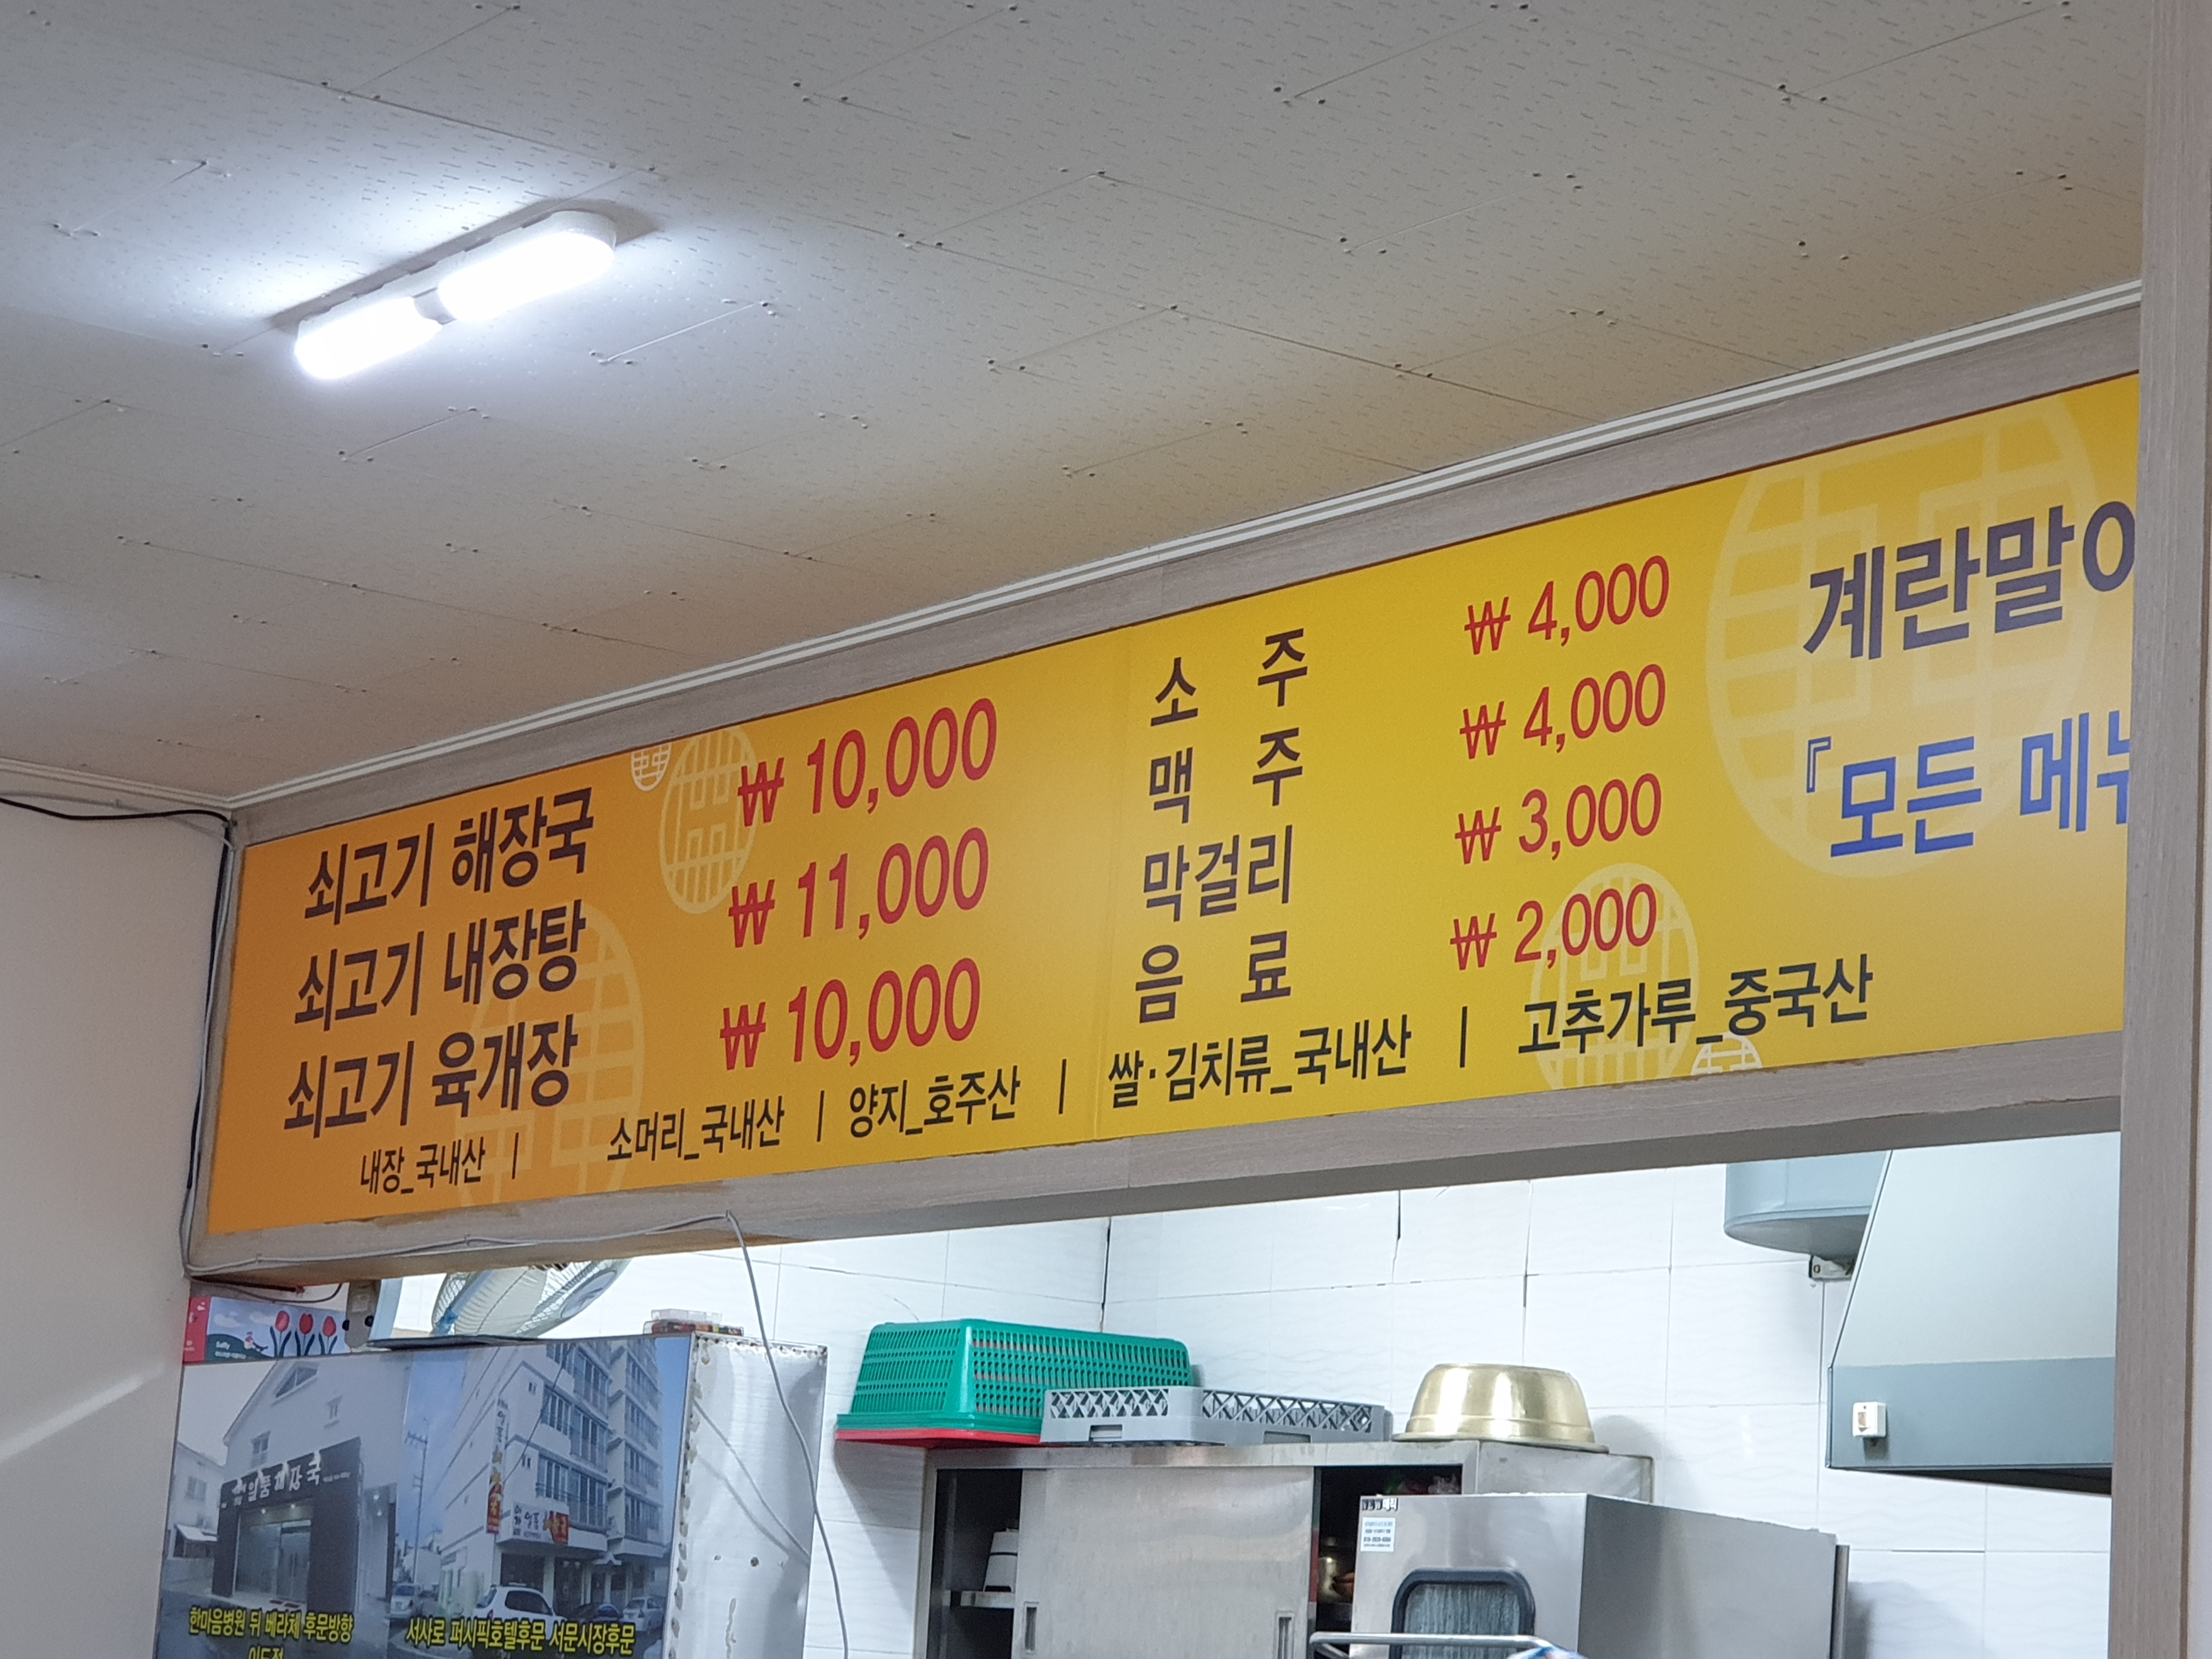 쇠고기 해장국 ₩ 10,000
쇠고기 내장탕 ₩ 11,000
쇠고기 육개장 ₩ 10,000
소 주 ₩ 4,000
맥 주 ₩ 4,000
막걸리 ₩ 3,000
음 료 ₩ 2,000
계란말
『모든
내장_국내산 | 소머리_국내산 | 양지_호주산 | 쌀·김치류_국내산 | 고추가루_중국산
일품해장국
한마음병원 뒤 베라체 후문방향
서사로 퍼시픽호텔후문 서문시장후문